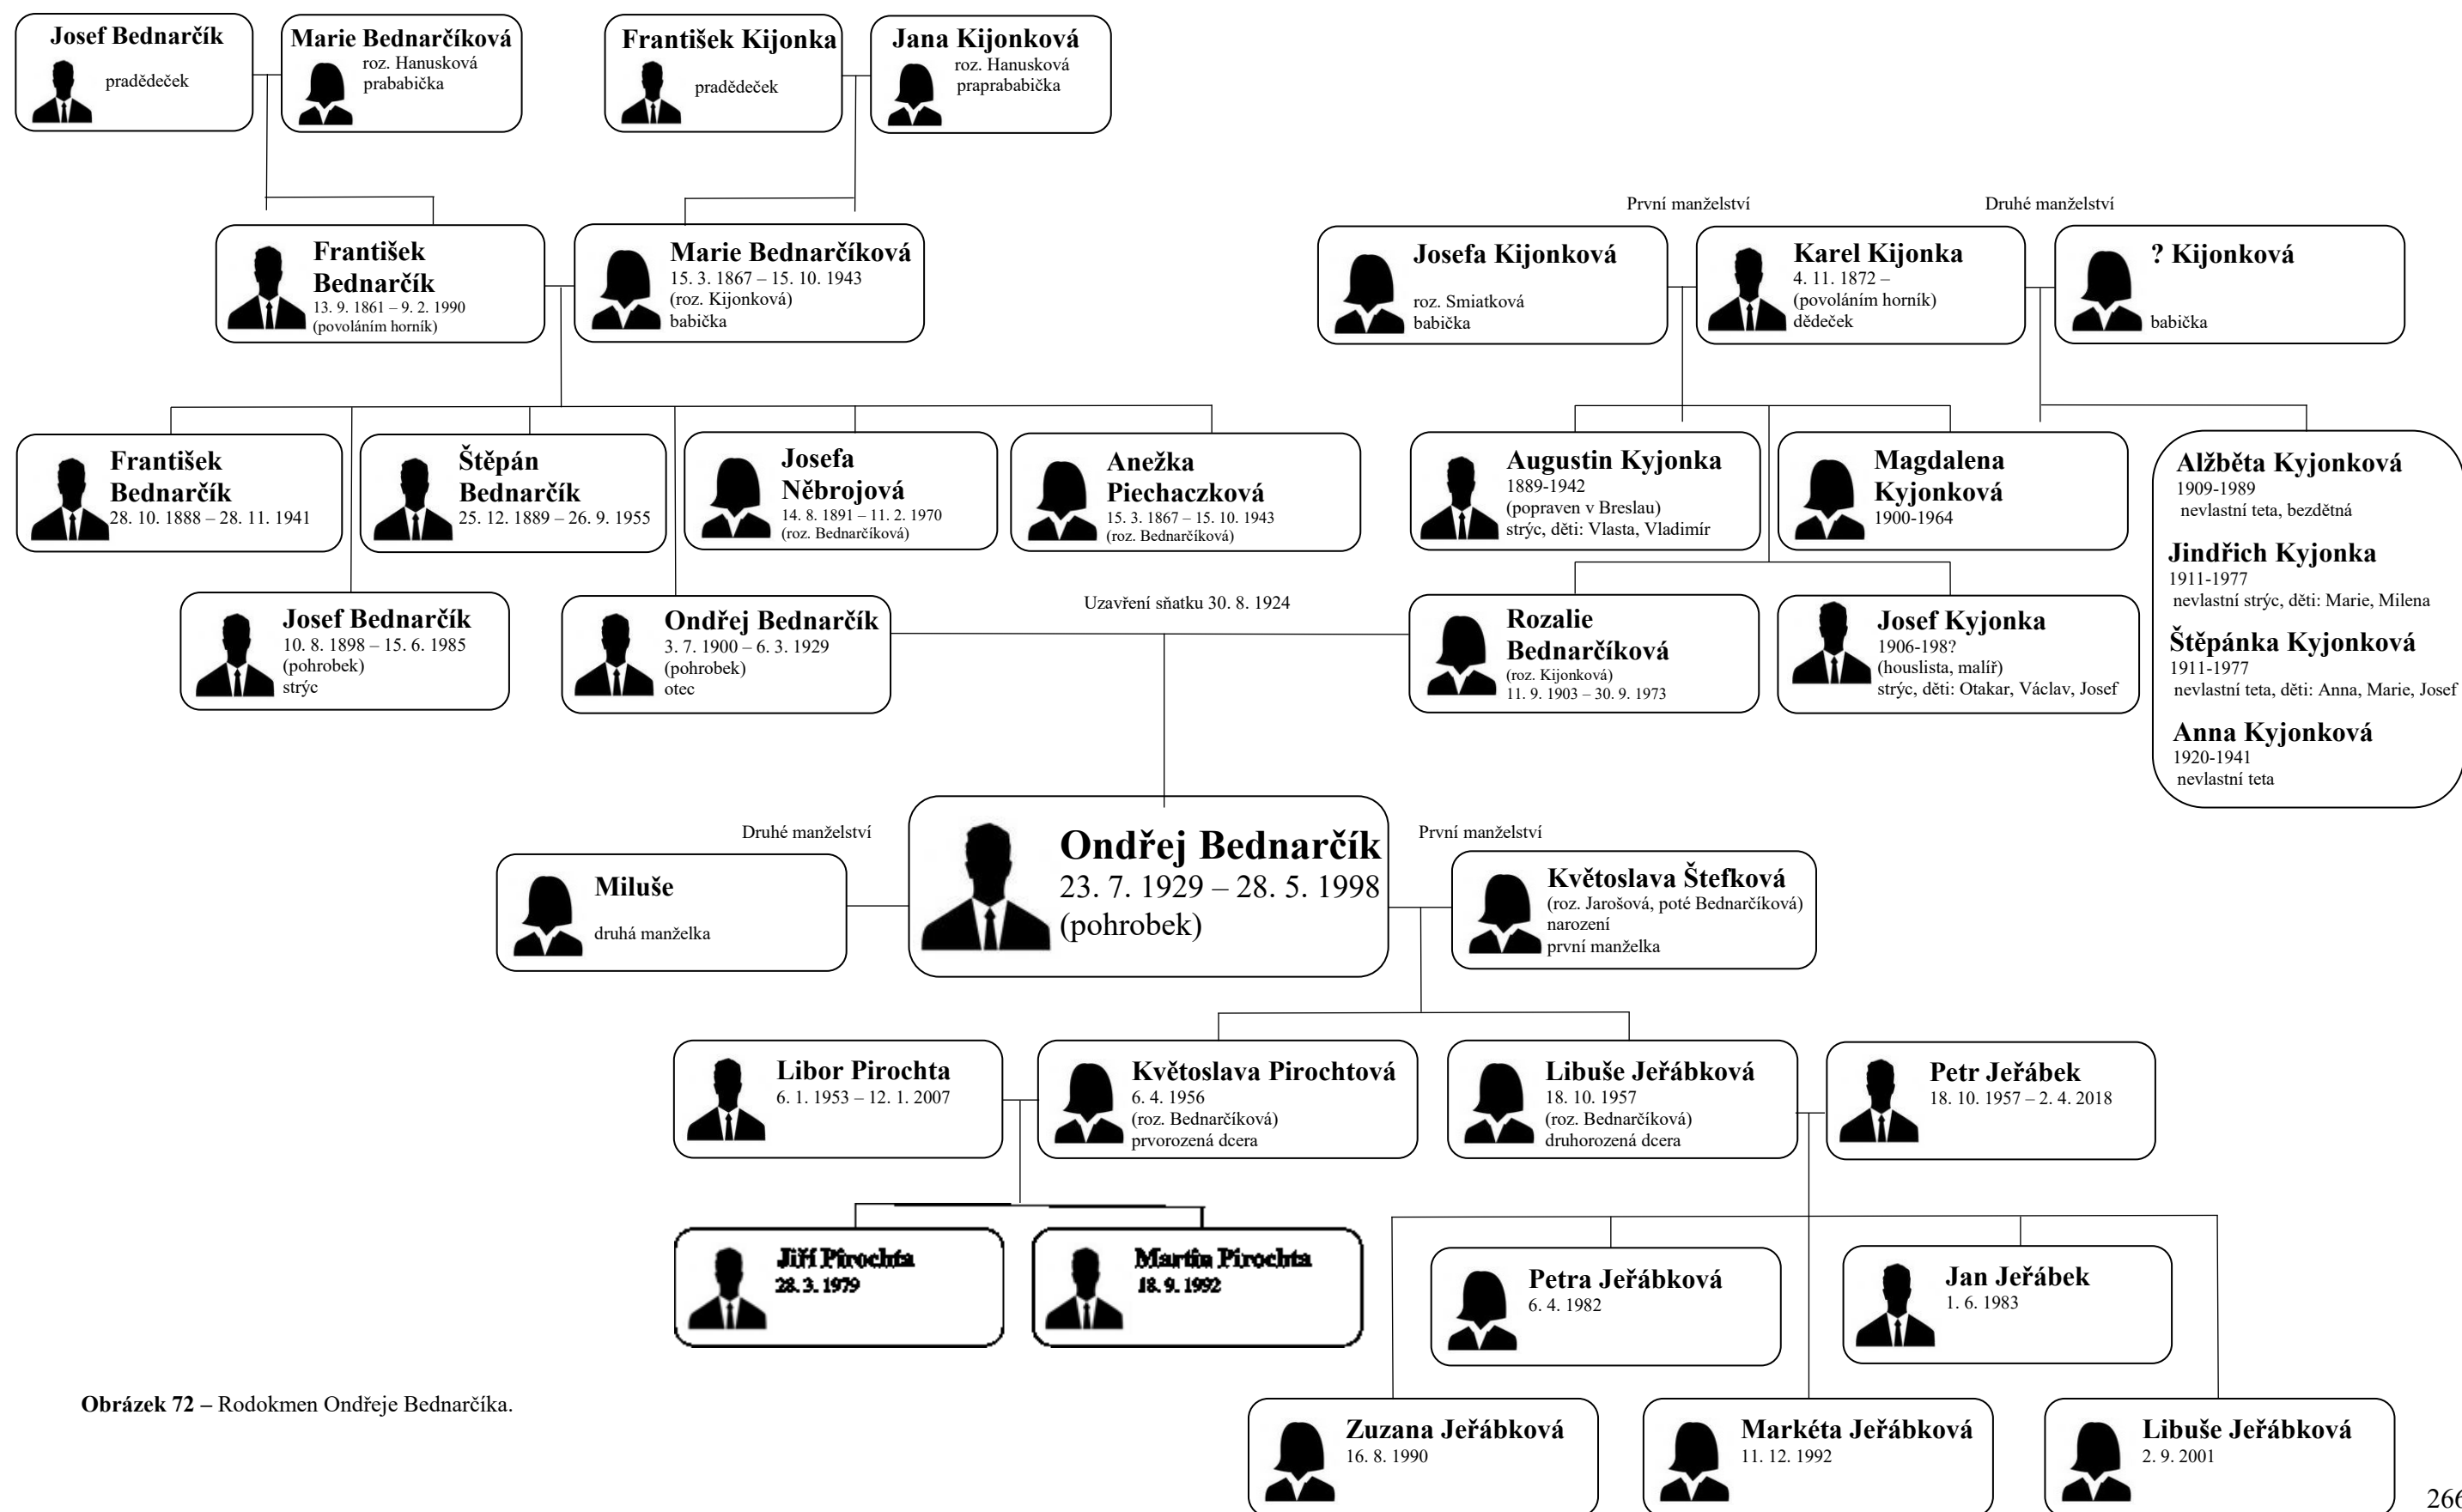 Josef Bednarčík
pradědeček
Marie Bednarčíková
roz. Hanusková
prababička
František Kijonka
pradědeček
Jana Kijonková
roz. Hanusková
praprababička
První manželství
Druhé manželství
František
Bednarčík
13. 9. 1861 – 9. 2. 1990
(povoláním horník)
Marie Bednarčíková
15. 3. 1867 – 15. 10. 1943
(roz. Kijonková)
babička
Josefa Kijonková
roz. Smiatková
babička
Karel Kijonka
4. 11. 1872 –
(povoláním horník)
dědeček
? Kijonková
babička
František
Bednarčík
28. 10. 1888 – 28. 11. 1941
Štěpán
Bednarčík
25. 12. 1889 – 26. 9. 1955
Josefa
Něbrojová
14. 8. 1891 – 11. 2. 1970
(roz. Bednarčíková)
Anežka
Piechaczková
15. 3. 1867 – 15. 10. 1943
(roz. Bednarčíková)
Augustin Kyjonka
1889-1942
(popraven v Breslau)
strýc, děti: Vlasta, Vladimír
Magdalena
Kyjonková
1900-1964
Alžběta Kyjonková
1909-1989
nevlastní teta, bezdětná
Jindřich Kyjonka
1911-1977
nevlastní strýc, děti: Marie, Milena
Štěpánka Kyjonková
1911-1977
nevlastní teta, děti: Anna, Marie, Josef
Anna Kyjonková
1920-1941
nevlastní teta
Josef Bednarčík
10. 8. 1898 – 15. 6. 1985
(pohrobek)
strýc
Ondřej Bednarčík
3. 7. 1900 – 6. 3. 1929
(pohrobek)
otec
Uzavření sňatku 30. 8. 1924
Rozalie
Bednarčíková
(roz. Kijonková)
11. 9. 1903 – 30. 9. 1973
Josef Kyjonka
1906-198?
(houslista, malíř)
strýc, děti: Otakar, Václav, Josef
Druhé manželství
První manželství
Miluše
druhá manželka
Ondřej Bednarčík
23. 7. 1929 – 28. 5. 1998
(pohrobek)
Květoslava Štefková
(roz. Jarošová, poté Bednarčíková)
narození
první manželka
Libor Pirochta
6. 1. 1953 – 12. 1. 2007
Květoslava Pirochtová
6. 4. 1956
(roz. Bednarčíková)
prvorozená dcera
Libuše Jeřábková
18. 10. 1957
(roz. Bednarčíková)
druhorozená dcera
Petr Jeřábek
18. 10. 1957 – 2. 4. 2018
Jiří Pirochta
28. 3. 1979
Martin Pirochta
18. 9. 1992
Petra Jeřábková
6. 4. 1982
Jan Jeřábek
1. 6. 1983
Zuzana Jeřábková
16. 8. 1990
Markéta Jeřábková
11. 12. 1992
Libuše Jeřábková
2. 9. 2001
Obrázek 72 – Rodokmen Ondřeje Bednarčíka.